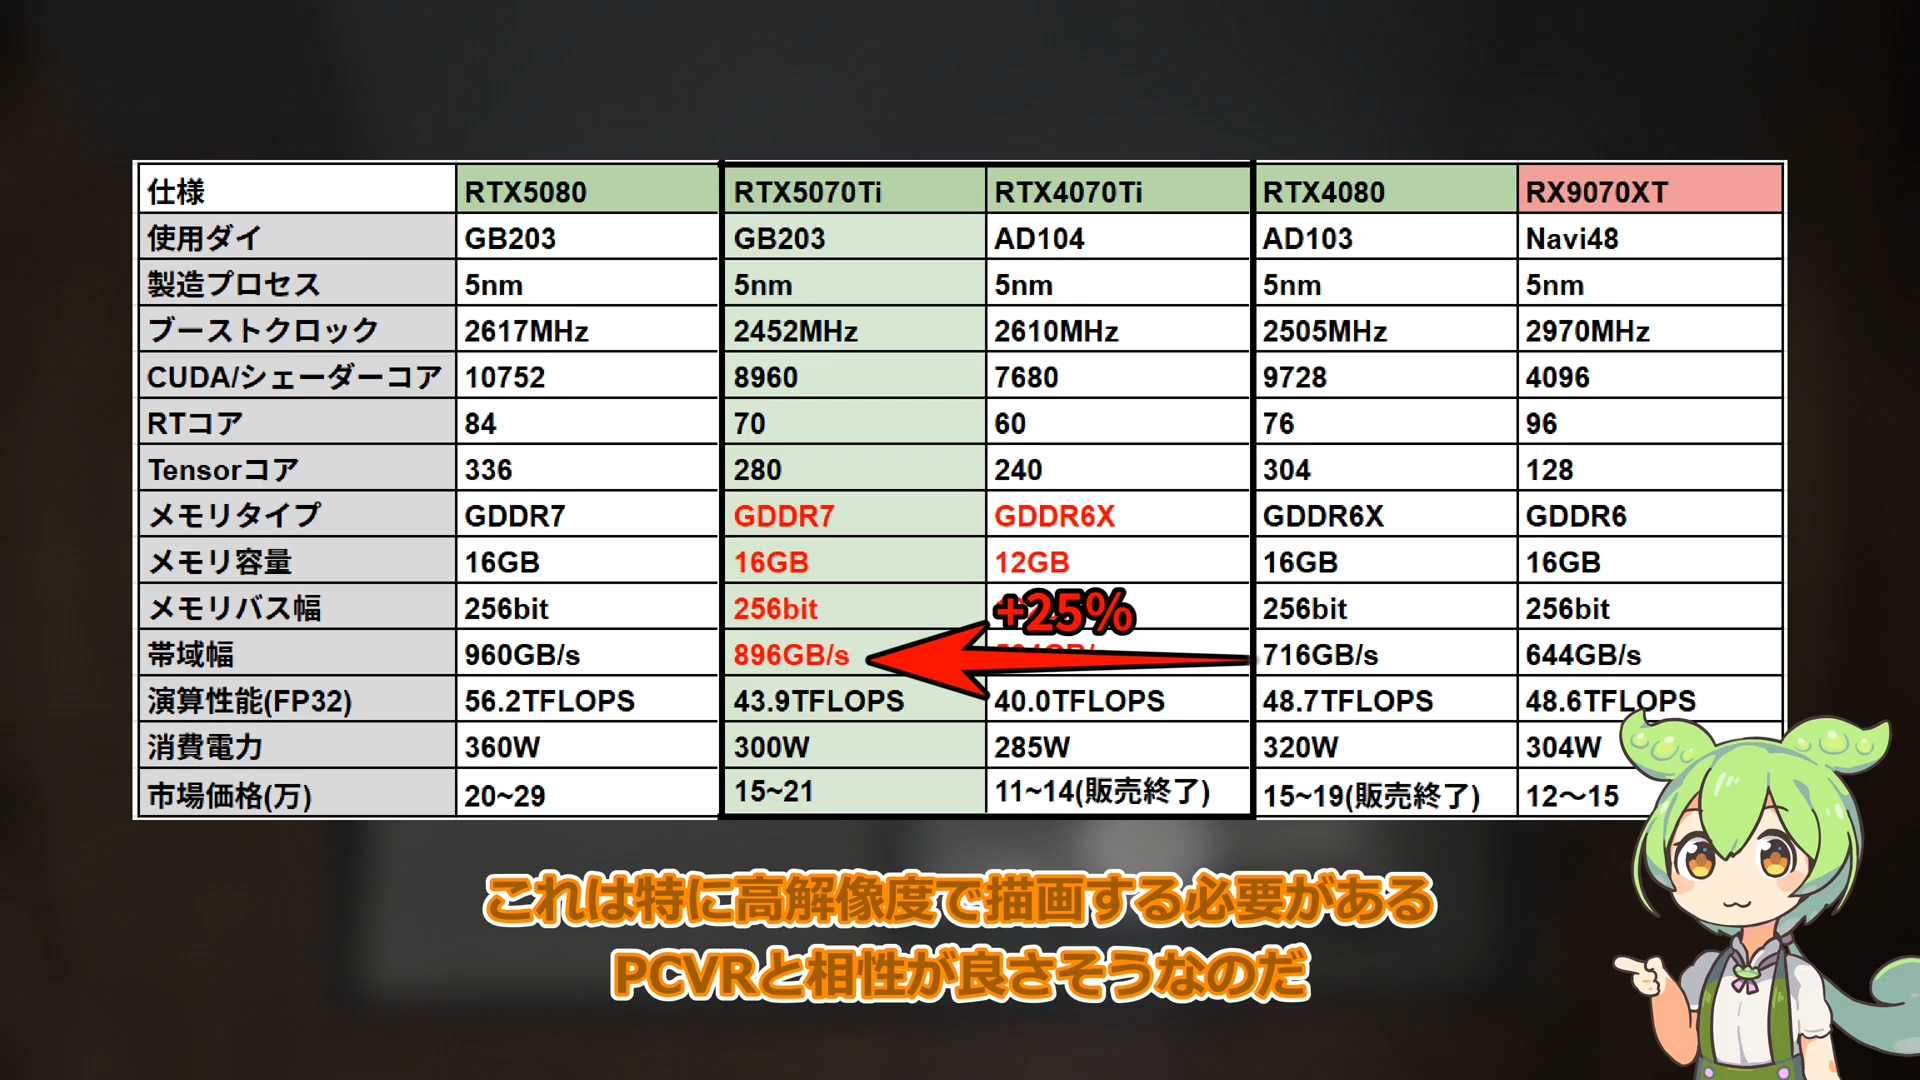 仕様 RTX5080 RTX5070Ti RTX4070Ti RTX4080 RX9070XT
使用ダイ GB203 GB203 AD104 AD103 Navi48
製造プロセス 5nm 5nm 5nm 5nm 5nm
ブーストクロック 2617MHz 2452MHz 2610MHz 2505MHz 2970MHz
CUDA/シェーダーコア 10752 8960 7680 9728 4096
RTコア 84 70 60 76 96
Tensorコア 336 280 240 304 128
メモリタイプ GDDR7 GDDR7 GDDR6X GDDR6X GDDR6
メモリ容量 16GB 16GB 12GB 16GB 16GB
メモリバス幅 256bit 256bit +25% 256bit 256bit
帯域幅 960GB/s 896GB/s 716GB/s 644GB/s
演算性能(FP32) 56.2TFLOPS 43.9TFLOPS 40.0TFLOPS 48.7TFLOPS 48.6TFLOPS
消費電力 360W 300W 285W 320W 304W
市場価格(万) 20~29 15~21 11~14(販売終了) 15~19(販売終了) 12〜15
これは特に高解像度で描画する必要がある
PCVRと相性が良さそうなのだ